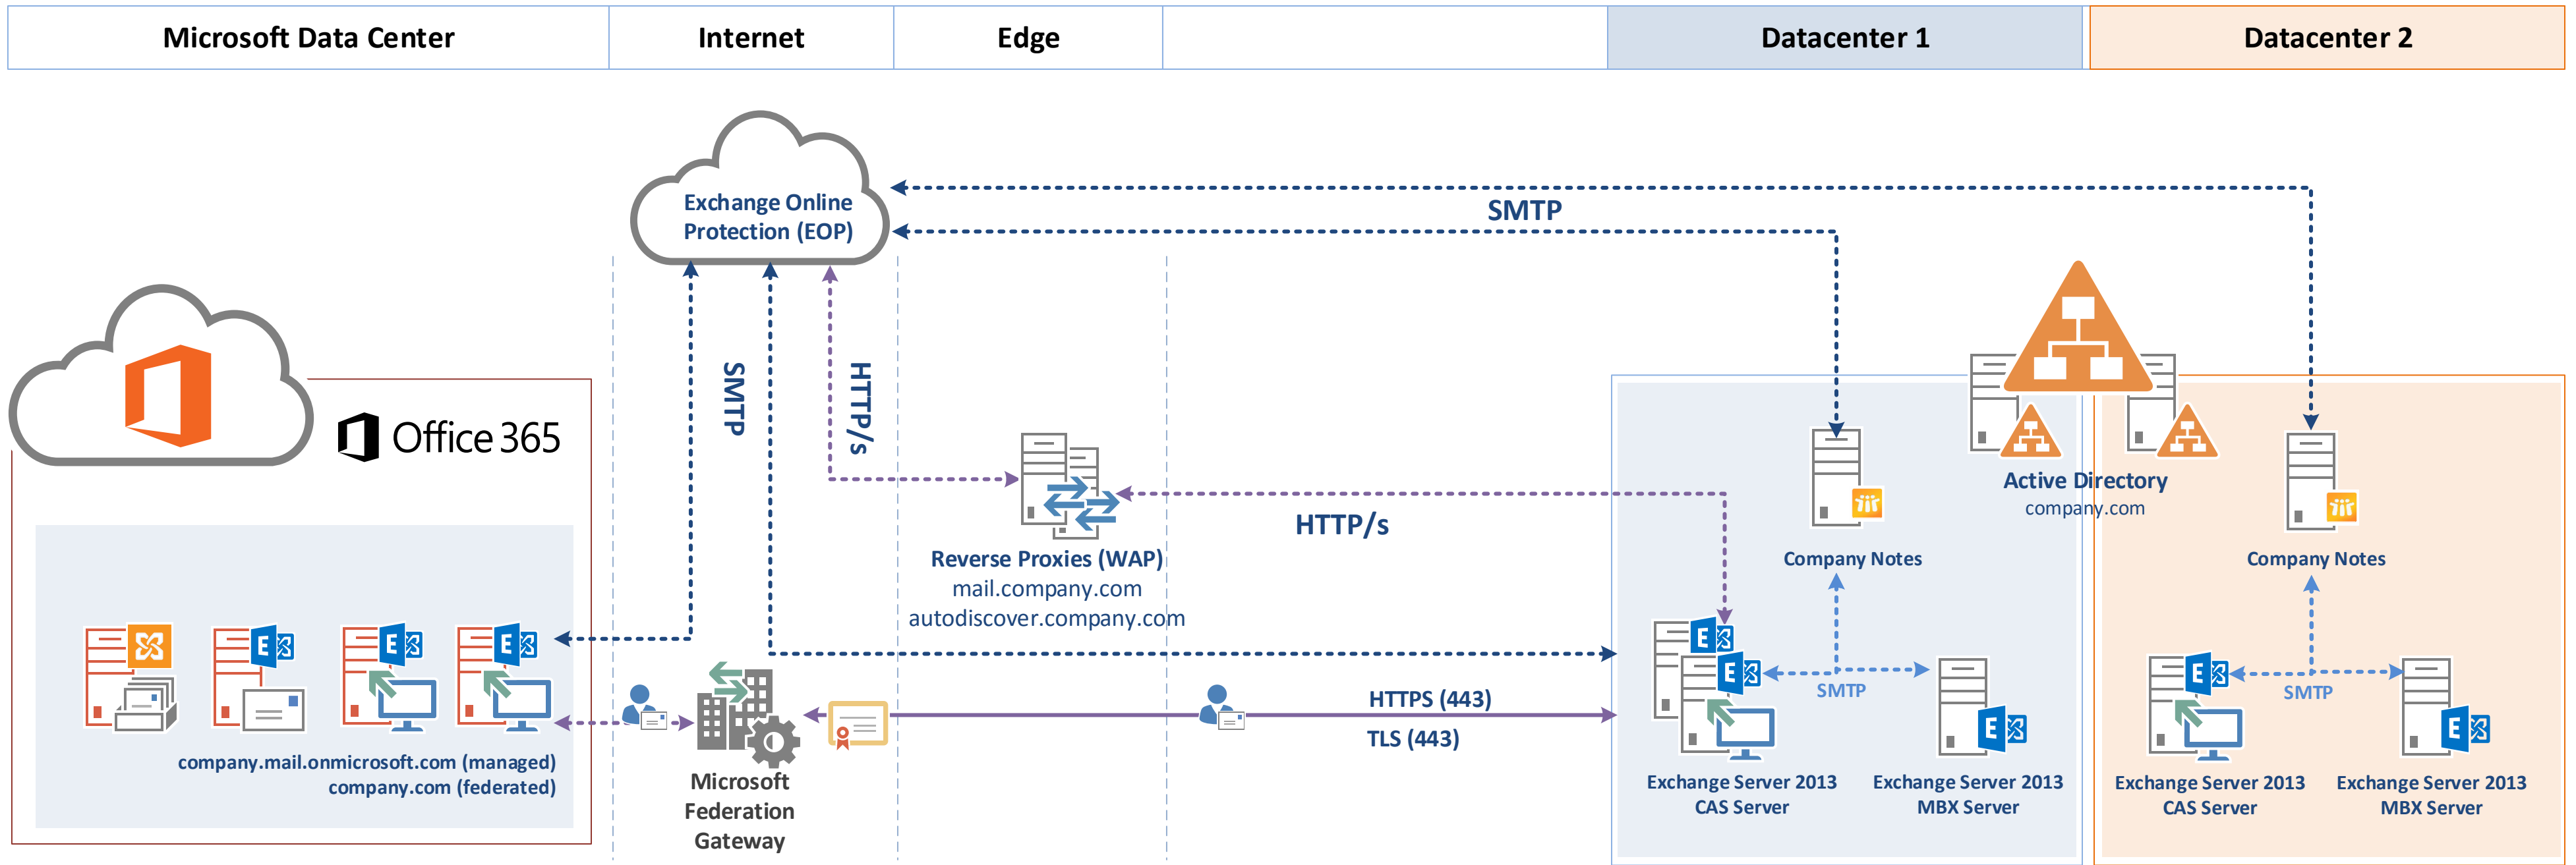 Microsoft Data Center
Internet
Edge
Datacenter 1
Datacenter 2
Exchange Online
Protection (EOP)
SMTP
SMTP
HTTP/s
Office 365
Reverse Proxies (WAP)
mail.company.com
autodiscover.company.com
HTTP/s
Active Directory
company.com
Company Notes
Company Notes
SMTP
SMTP
HTTPS (443)
TLS (443)
company.mail.onmicrosoft.com (managed)
company.com (federated)
Microsoft
Federation
Gateway
Exchange Server 2013
CAS Server
Exchange Server 2013
MBX Server
Exchange Server 2013
CAS Server
Exchange Server 2013
MBX Server
E
E
E
E
E
E
E
E